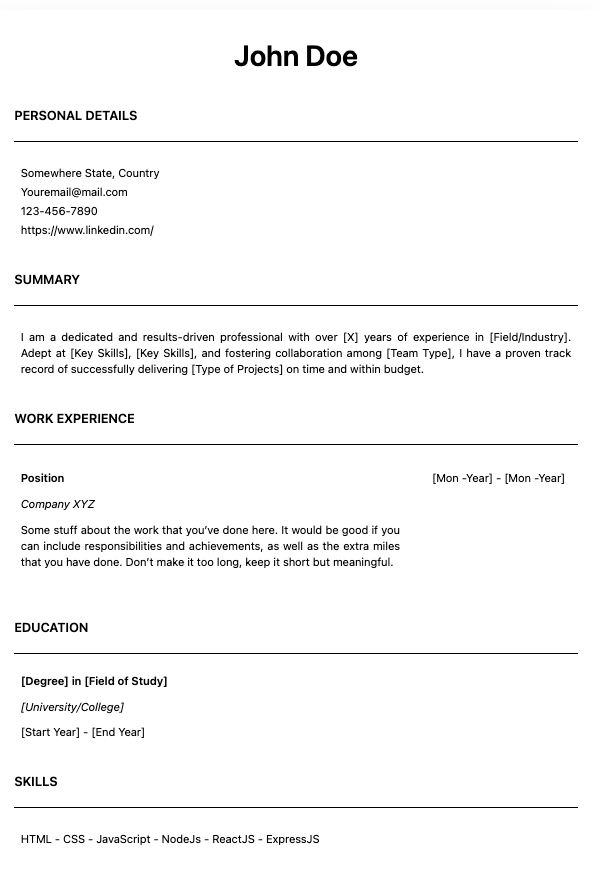 John Doe
PERSONAL DETAILS
Somewhere State, Country
Youremail@mail.com
123-456-7890
https://www.linkedin.com/
SUMMARY
I am a dedicated and results-driven professional with over [X] years of experience in [Field/Industry].
Adept at [Key Skills], [Key Skills], and fostering collaboration among [Team Type], I have a proven track
record of successfully delivering [Type of Projects] on time and within budget.
WORK EXPERIENCE
Position [Mon -Year] - [Mon -Year]
Company XYZ
Some stuff about the work that you’ve done here. It would be good if you
can include responsibilities and achievements, as well as the extra miles
that you have done. Don’t make it too long, keep it short but meaningful.
EDUCATION
[Degree] in [Field of Study]
[University/College]
[Start Year] - [End Year]
SKILLS
HTML - CSS - JavaScript - NodeJs - ReactJS - ExpressJS